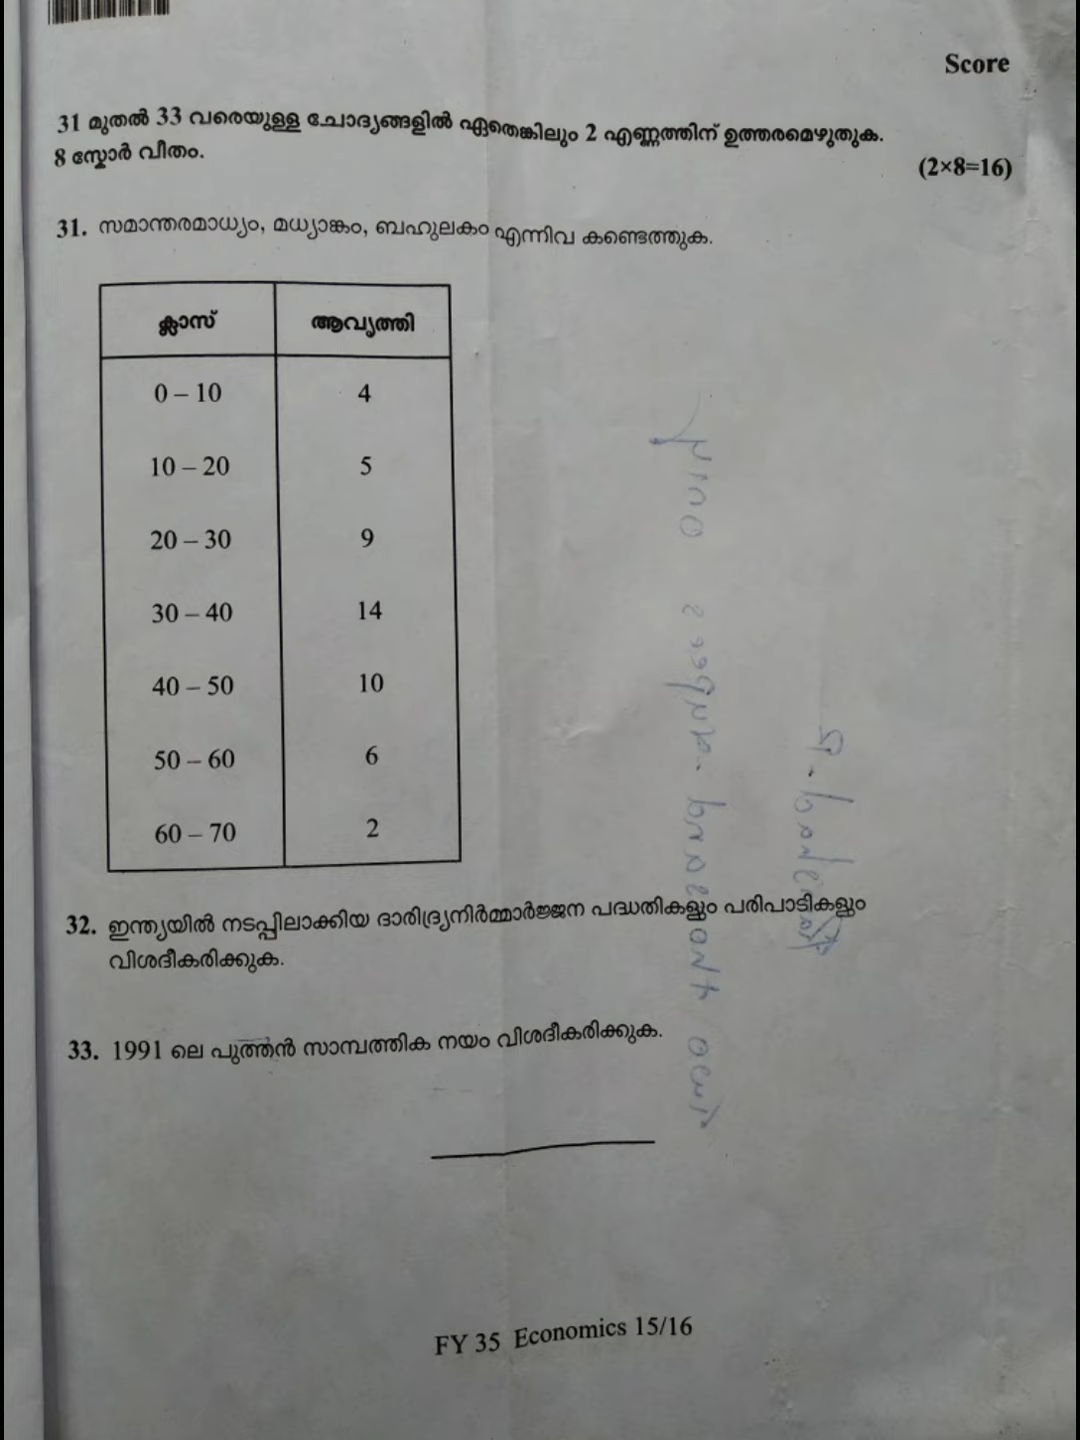 Score
31 മുതൽ 33 വരെയുള്ള ചോദ്യങ്ങളിൽ ഏതെങ്കിലും 2 എണ്ണത്തിന് ഉത്തരമെഴുതുക.
8 സ്കോർ വീതം.
(2×8=16)
31. സമാന്തരമാധ്യം, മധ്യാങ്കം, ബഹുലകം എന്നിവ കണ്ടെത്തുക.
ക്ലാസ് ആവൃത്തി
0 – 10 4
10 – 20 5
20 – 30 9
30 – 40 14
40 – 50 10
50 – 60 6
60 – 70 2
32. ഇന്ത്യയിൽ നടപ്പിലാക്കിയ ദാരിദ്ര്യനിർമ്മാർജ്ജന പദ്ധതികളും പരിപാടികളും
വിശദീകരിക്കുക.
33. 1991 ലെ പുത്തൻ സാമ്പത്തിക നയം വിശദീകരിക്കുക.
FY 35 Economics 15/16